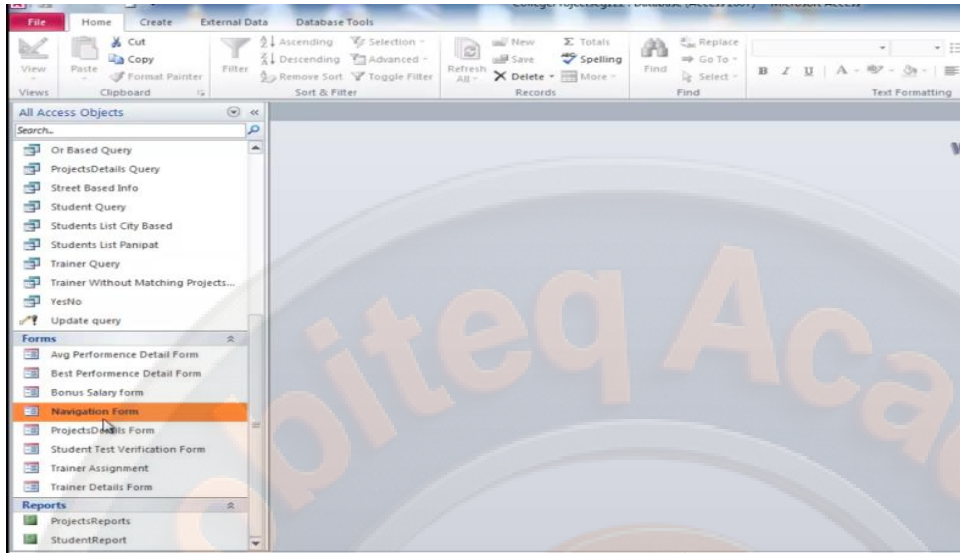 File Home Create External Data Database Tools
View
Views
Paste
Cut
Copy
Format Painter
Clipboard
Filter
Ascending
Descending
Remove Sort
Selection
Advanced
Toggle Filter
Sort & Filter
Refresh All
New
Save
Delete
Σ Totals
Spelling
More
Records
Find
Replace
Go To
Select
Find
B I U A
Text Formatting
All Access Objects
Search...
Or Based Query
ProjectsDetails Query
Street Based Info
Student Query
Students List City Based
Students List Panipat
Trainer Query
Trainer Without Matching Projects...
YesNo
Update query
Forms
Avg Performence Detail Form
Best Performence Detail Form
Bonus Salary form
Navigation Form
ProjectsDetails Form
Student Test Verification Form
Trainer Assignment
Trainer Details Form
Reports
ProjectsReports
StudentReport
obiteq Aca